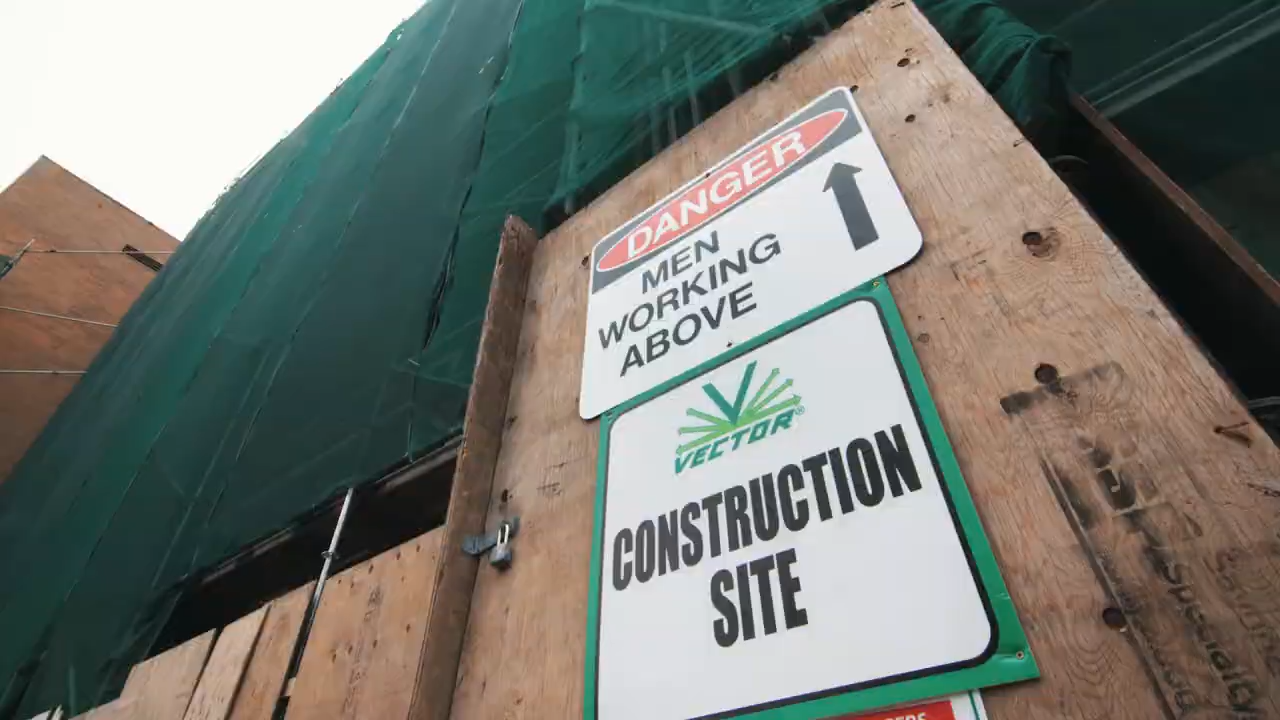 DANGER
MEN
WORKING
ABOVE
VECTOR®
CONSTRUCTION
SITE